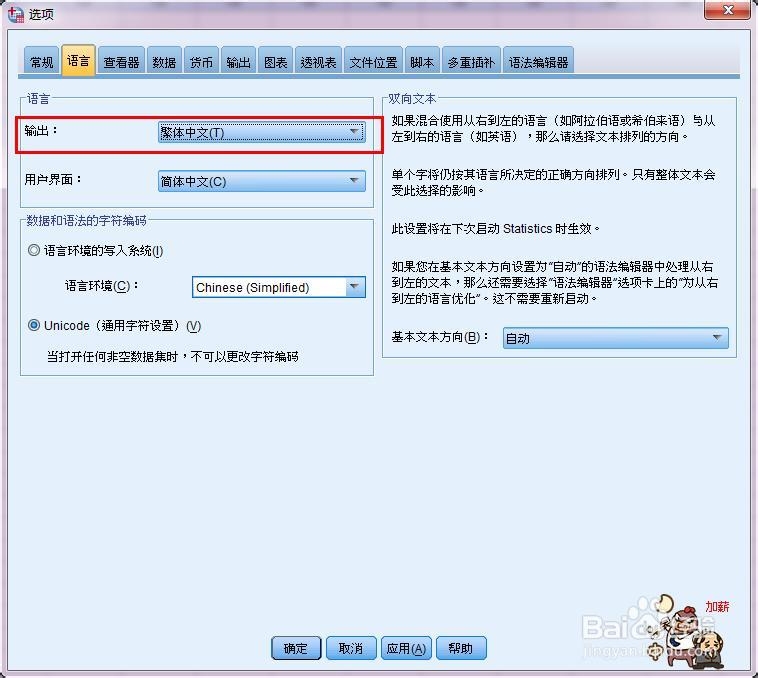 选项
常规 语言 查看器 数据 货币 输出 图表 透视表 文件位置 脚本 多重插补 语法编辑器
语言
输出：
繁体中文(T)
用户界面：
简体中文(C)
数据和语法的字符编码
语言环境的写入系统(I)
语言环境(C)：
Chinese (Simplified)
Unicode（通用字符设置）(V)
当打开任何非空数据集时，不可以更改字符编码
双向文本
如果混合使用从右到左的语言（如阿拉伯语或希伯来语）与从
左到右的语言（如英语），那么请选择文本排列的方向。
单个字将仍按其语言所决定的正确方向排列。只有整体文本会
受此选择的影响。
此设置将在下次启动 Statistics 时生效。
如果您在基本文本方向设置为“自动”的语法编辑器中处理从右
到左的文本，那么还需要选择“语法编辑器”选项卡上的“为从右
到左的语言优化”。这不需要重新启动。
基本文本方向(B)：
自动
加薪
Baidu经验
jingyan.baidu.com
确定 取消 应用(A) 帮助